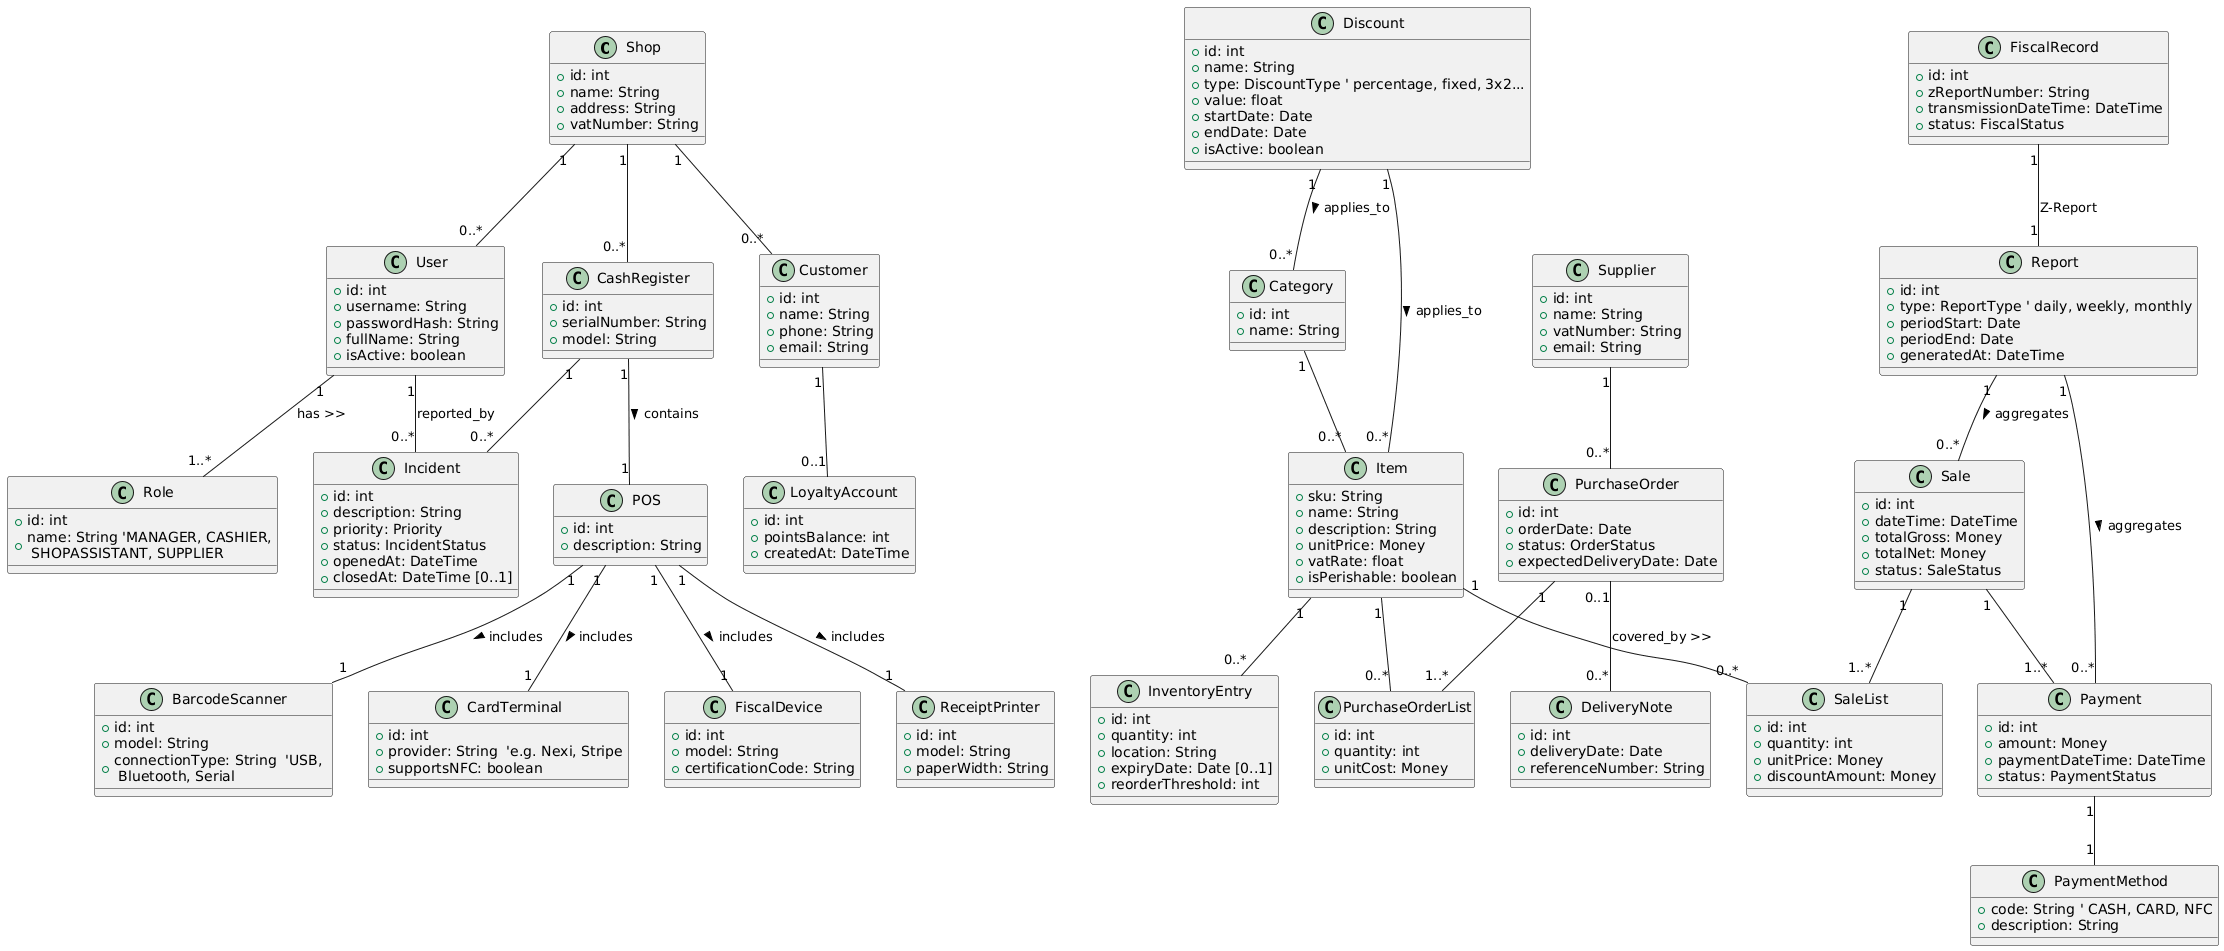 Shop
id: int
name: String
address: String
vatNumber: String
Discount
id: int
name: String
type: DiscountType ' percentage, fixed, 3x2...
value: float
startDate: Date
endDate: Date
isActive: boolean
FiscalRecord
id: int
zReportNumber: String
transmissionDateTime: DateTime
status: FiscalStatus
1
1
1
0..*
0..*
0..*
1
1
applies_to
0..*
applies_to
0..*
1
Z-Report
1
User
id: int
username: String
passwordHash: String
fullName: String
isActive: boolean
CashRegister
id: int
serialNumber: String
model: String
Customer
id: int
name: String
phone: String
email: String
Category
id: int
name: String
Supplier
id: int
name: String
vatNumber: String
email: String
Report
id: int
type: ReportType ' daily, weekly, monthly
periodStart: Date
periodEnd: Date
generatedAt: DateTime
1
has >>
1..*
1
reported_by
0..*
1
0..*
1
contains
1
1
0..1
1
0..*
1
0..*
1
aggregates
0..*
1
aggregates
0..*
Role
id: int
name: String 'MANAGER, CASHIER,
SHOPASSISTANT, SUPPLIER
Incident
id: int
description: String
priority: Priority
status: IncidentStatus
openedAt: DateTime
closedAt: DateTime [0..1]
POS
id: int
description: String
LoyaltyAccount
id: int
pointsBalance: int
createdAt: DateTime
Item
sku: String
name: String
description: String
unitPrice: Money
vatRate: float
isPerishable: boolean
PurchaseOrder
id: int
orderDate: Date
status: OrderStatus
expectedDeliveryDate: Date
Sale
id: int
dateTime: DateTime
totalGross: Money
totalNet: Money
status: SaleStatus
1
includes
1
1
includes
1
1
includes
1
1
includes
1
1
0..*
1
0..*
1
0..*
1
1..*
0..1
covered_by >>
0..*
1
1..*
1
1..*
BarcodeScanner
id: int
model: String
connectionType: String  'USB,
Bluetooth, Serial
CardTerminal
id: int
provider: String  'e.g. Nexi, Stripe
supportsNFC: boolean
FiscalDevice
id: int
model: String
certificationCode: String
ReceiptPrinter
id: int
model: String
paperWidth: String
InventoryEntry
id: int
quantity: int
location: String
expiryDate: Date [0..1]
reorderThreshold: int
PurchaseOrderList
id: int
quantity: int
unitCost: Money
DeliveryNote
id: int
deliveryDate: Date
referenceNumber: String
SaleList
id: int
quantity: int
unitPrice: Money
discountAmount: Money
Payment
id: int
amount: Money
paymentDateTime: DateTime
status: PaymentStatus
1
1
PaymentMethod
code: String ' CASH, CARD, NFC
description: String